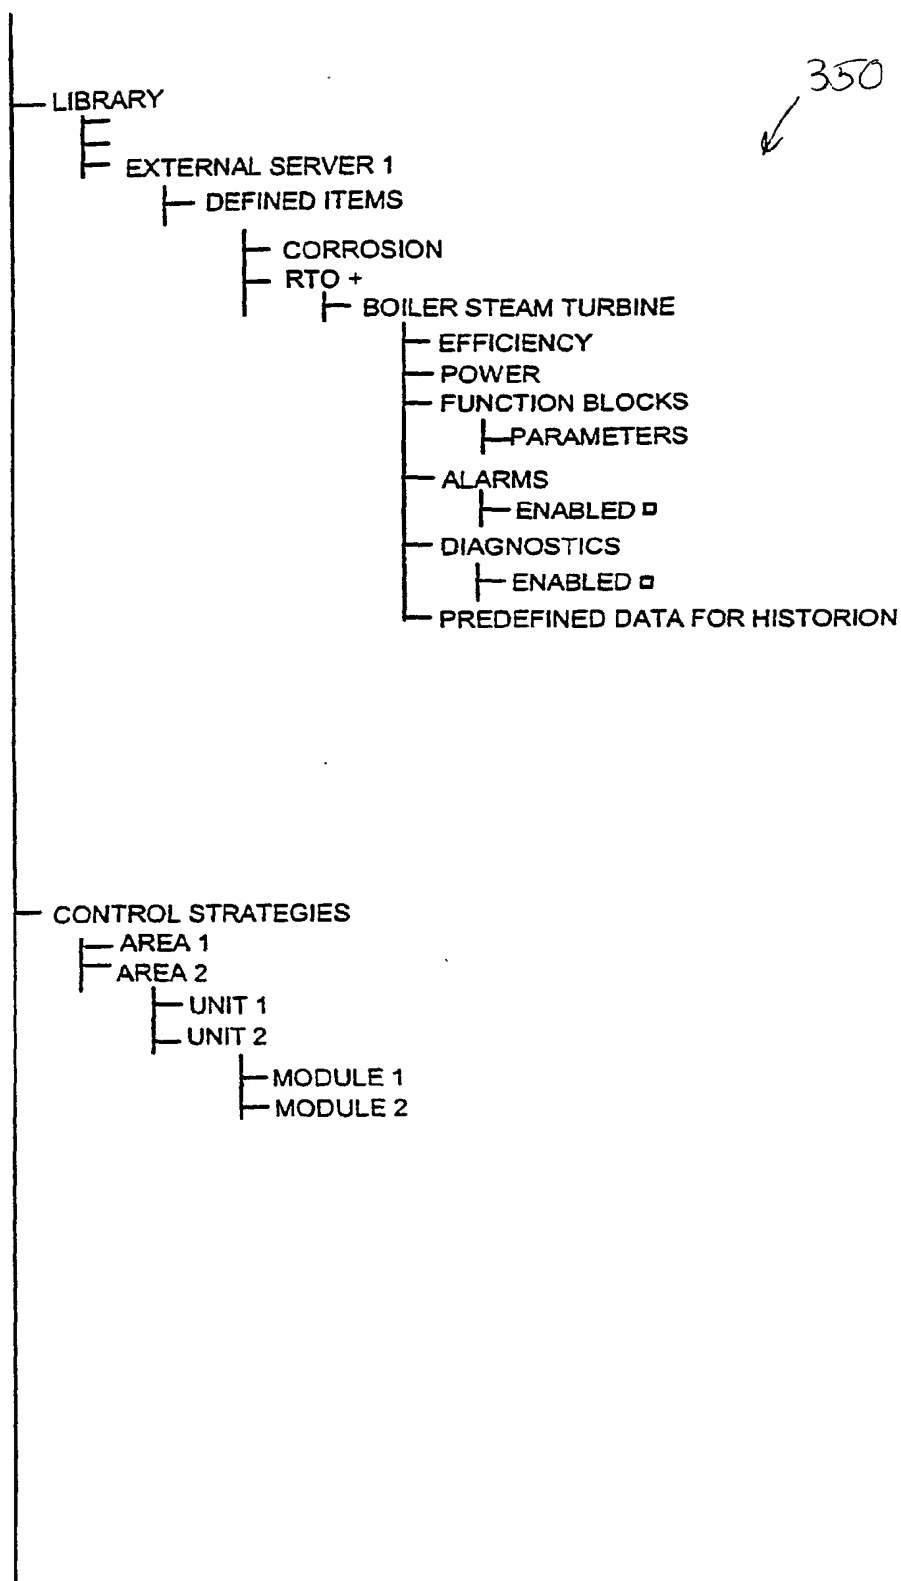 350
LIBRARY
EXTERNAL SERVER 1
DEFINED ITEMS
CORROSION
RTO +
BOILER STEAM TURBINE
EFFICIENCY
POWER
FUNCTION BLOCKS
PARAMETERS
ALARMS
ENABLED
DIAGNOSTICS
ENABLED
PREDEFINED DATA FOR HISTORION
CONTROL STRATEGIES
AREA 1
AREA 2
UNIT 1
UNIT 2
MODULE 1
MODULE 2